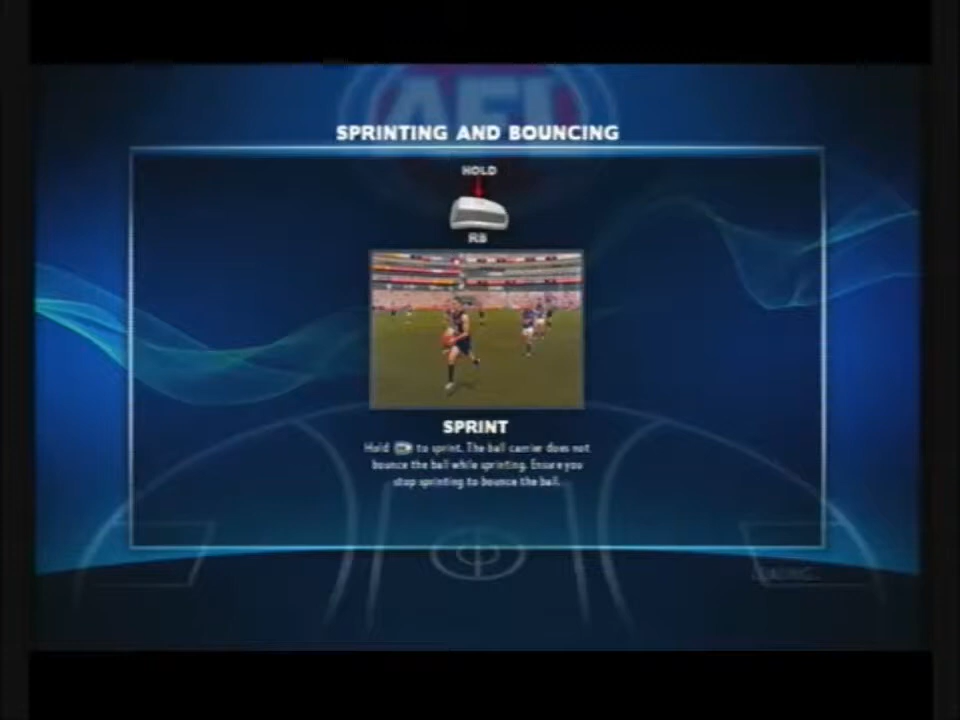 AFL
SPRINTING AND BOUNCING
HOLD
RB
SPRINT
Hold to sprint. The ball carrier does not
bounce the ball while sprinting. Ensure you
stop sprinting to bounce the ball.